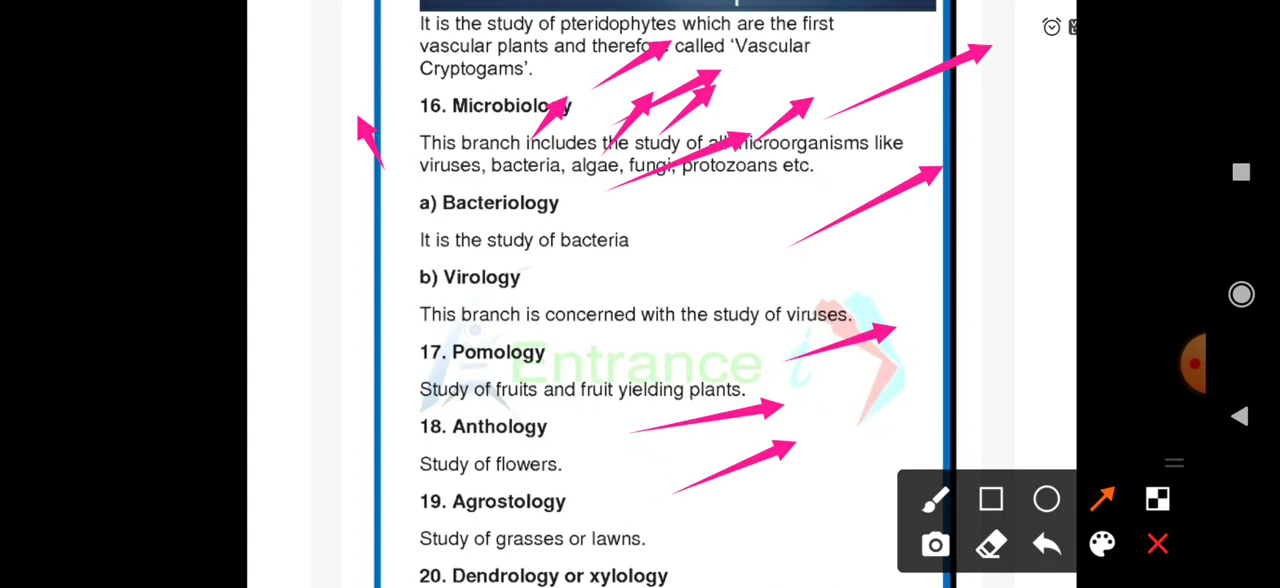 It is the study of pteridophytes which are the first
vascular plants and therefore called ‘Vascular
Cryptogams’.
16. Microbiology
This branch includes the study of all microorganisms like
viruses, bacteria, algae, fungi, protozoans etc.
a) Bacteriology
It is the study of bacteria
b) Virology
This branch is concerned with the study of viruses.
17. Pomology
Entrance i
Study of fruits and fruit yielding plants.
18. Anthology
Study of flowers.
19. Agrostology
Study of grasses or lawns.
20. Dendrology or xylology